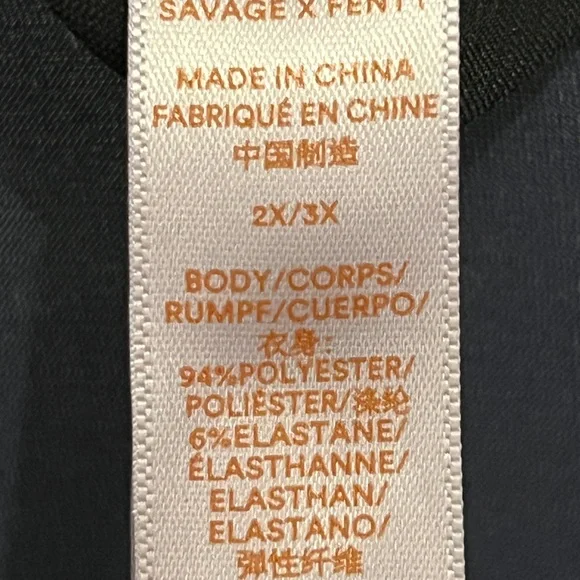 SAVAGE X FENTY
MADE IN CHINA
FABRIQUÉ EN CHINE
中国制造
2X/3X
BODY/CORPS/
RUMPF/CUERPO/
衣身:
94%POLYESTER/
POLIÉSTER/涤纶
6%ELASTANE/
ÉLASTHANNE/
ELASTHAN/
ELASTANO/
弹性纤维